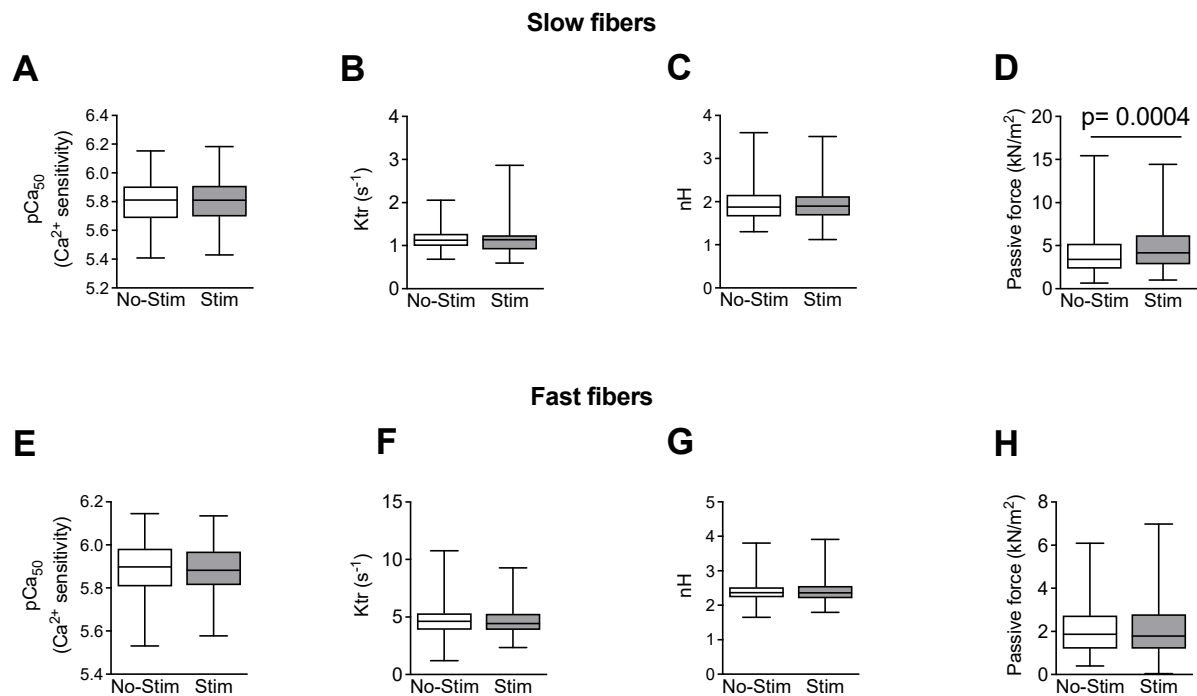 Slow fibers
A
pCa50
(Ca2+ sensitivity)
6.4
6.2
6.0
5.8
5.6
5.4
5.2
No-Stim Stim
B
Ktr (s-1)
4
3
2
1
0
No-Stim Stim
C
nH
4
3
2
1
0
No-Stim Stim
D
Passive force (kN/m2)
20
15
10
5
0
p= 0.0004
No-Stim Stim
Fast fibers
E
pCa50
(Ca2+ sensitivity)
6.2
6.0
5.8
5.6
5.4
No-Stim Stim
F
Ktr (s-1)
15
10
5
0
No-Stim Stim
G
nH
5
4
3
2
1
0
No-Stim Stim
H
Passive force (kN/m2)
8
6
4
2
0
No-Stim Stim